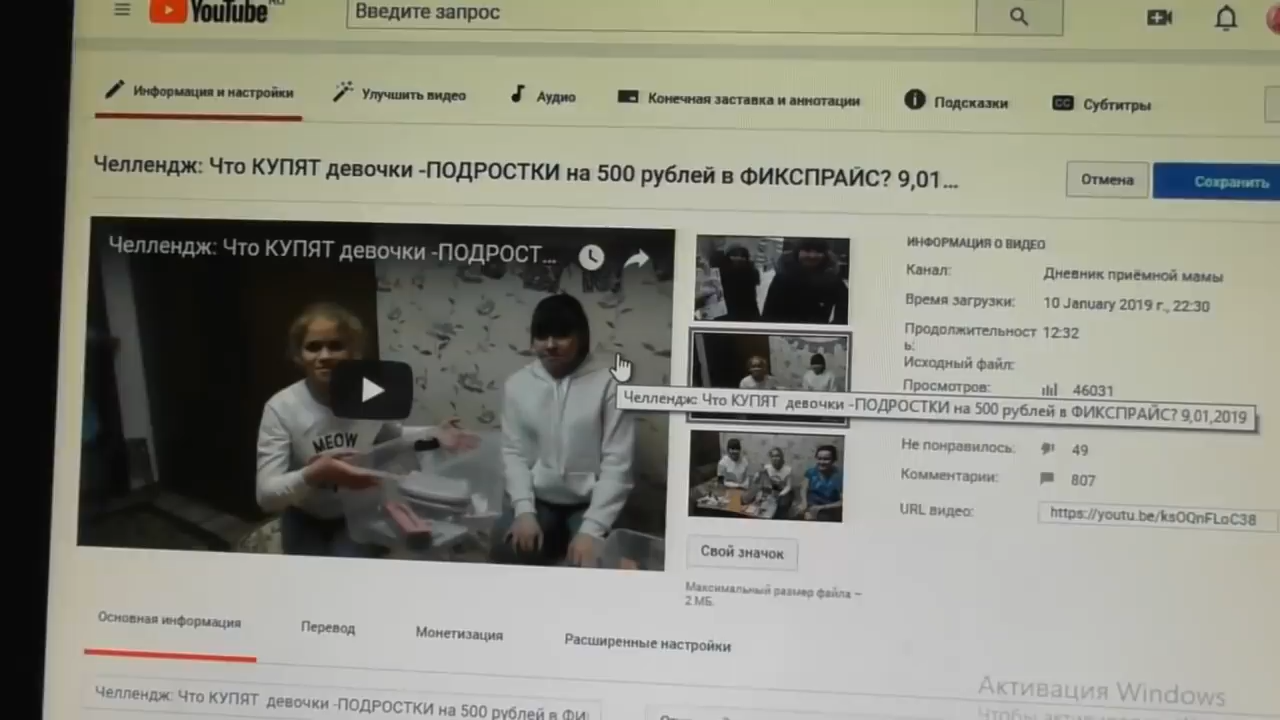 YouTube RU
Введите запрос
Информация и настройки
Улучшить видео
Аудио
Конечная заставка и аннотации
Подсказки
CC Субтитры
Челлендж: Что КУПЯТ девочки -ПОДРОСТКИ на 500 рублей в ФИКСПРАЙС? 9,01...
Отмена
Сохранить
Челлендж: Что КУПЯТ девочки -ПОДРОСТ...
MEOW
ИНФОРМАЦИЯ О ВИДЕО
Канал: Дневник приёмной мамы
Время загрузки: 10 January 2019 г., 22:30
Продолжительност 12:32
ь:
Исходный файл:
Просмотров: 46031
Челлендж: Что КУПЯТ девочки -ПОДРОСТКИ на 500 рублей в ФИКСПРАЙС? 9,01,2019
Не понравилось: 49
Комментарии: 807
URL видео: https://youtu.be/ksOQnFLoC38
Свой значок
Максимальный размер файла –
2 МБ.
Основная информация
Перевод
Монетизация
Расширенные настройки
Челлендж: Что КУПЯТ девочки -ПОДРОСТКИ на 500 рублей в ФИ
Активация Windows
Чтобы